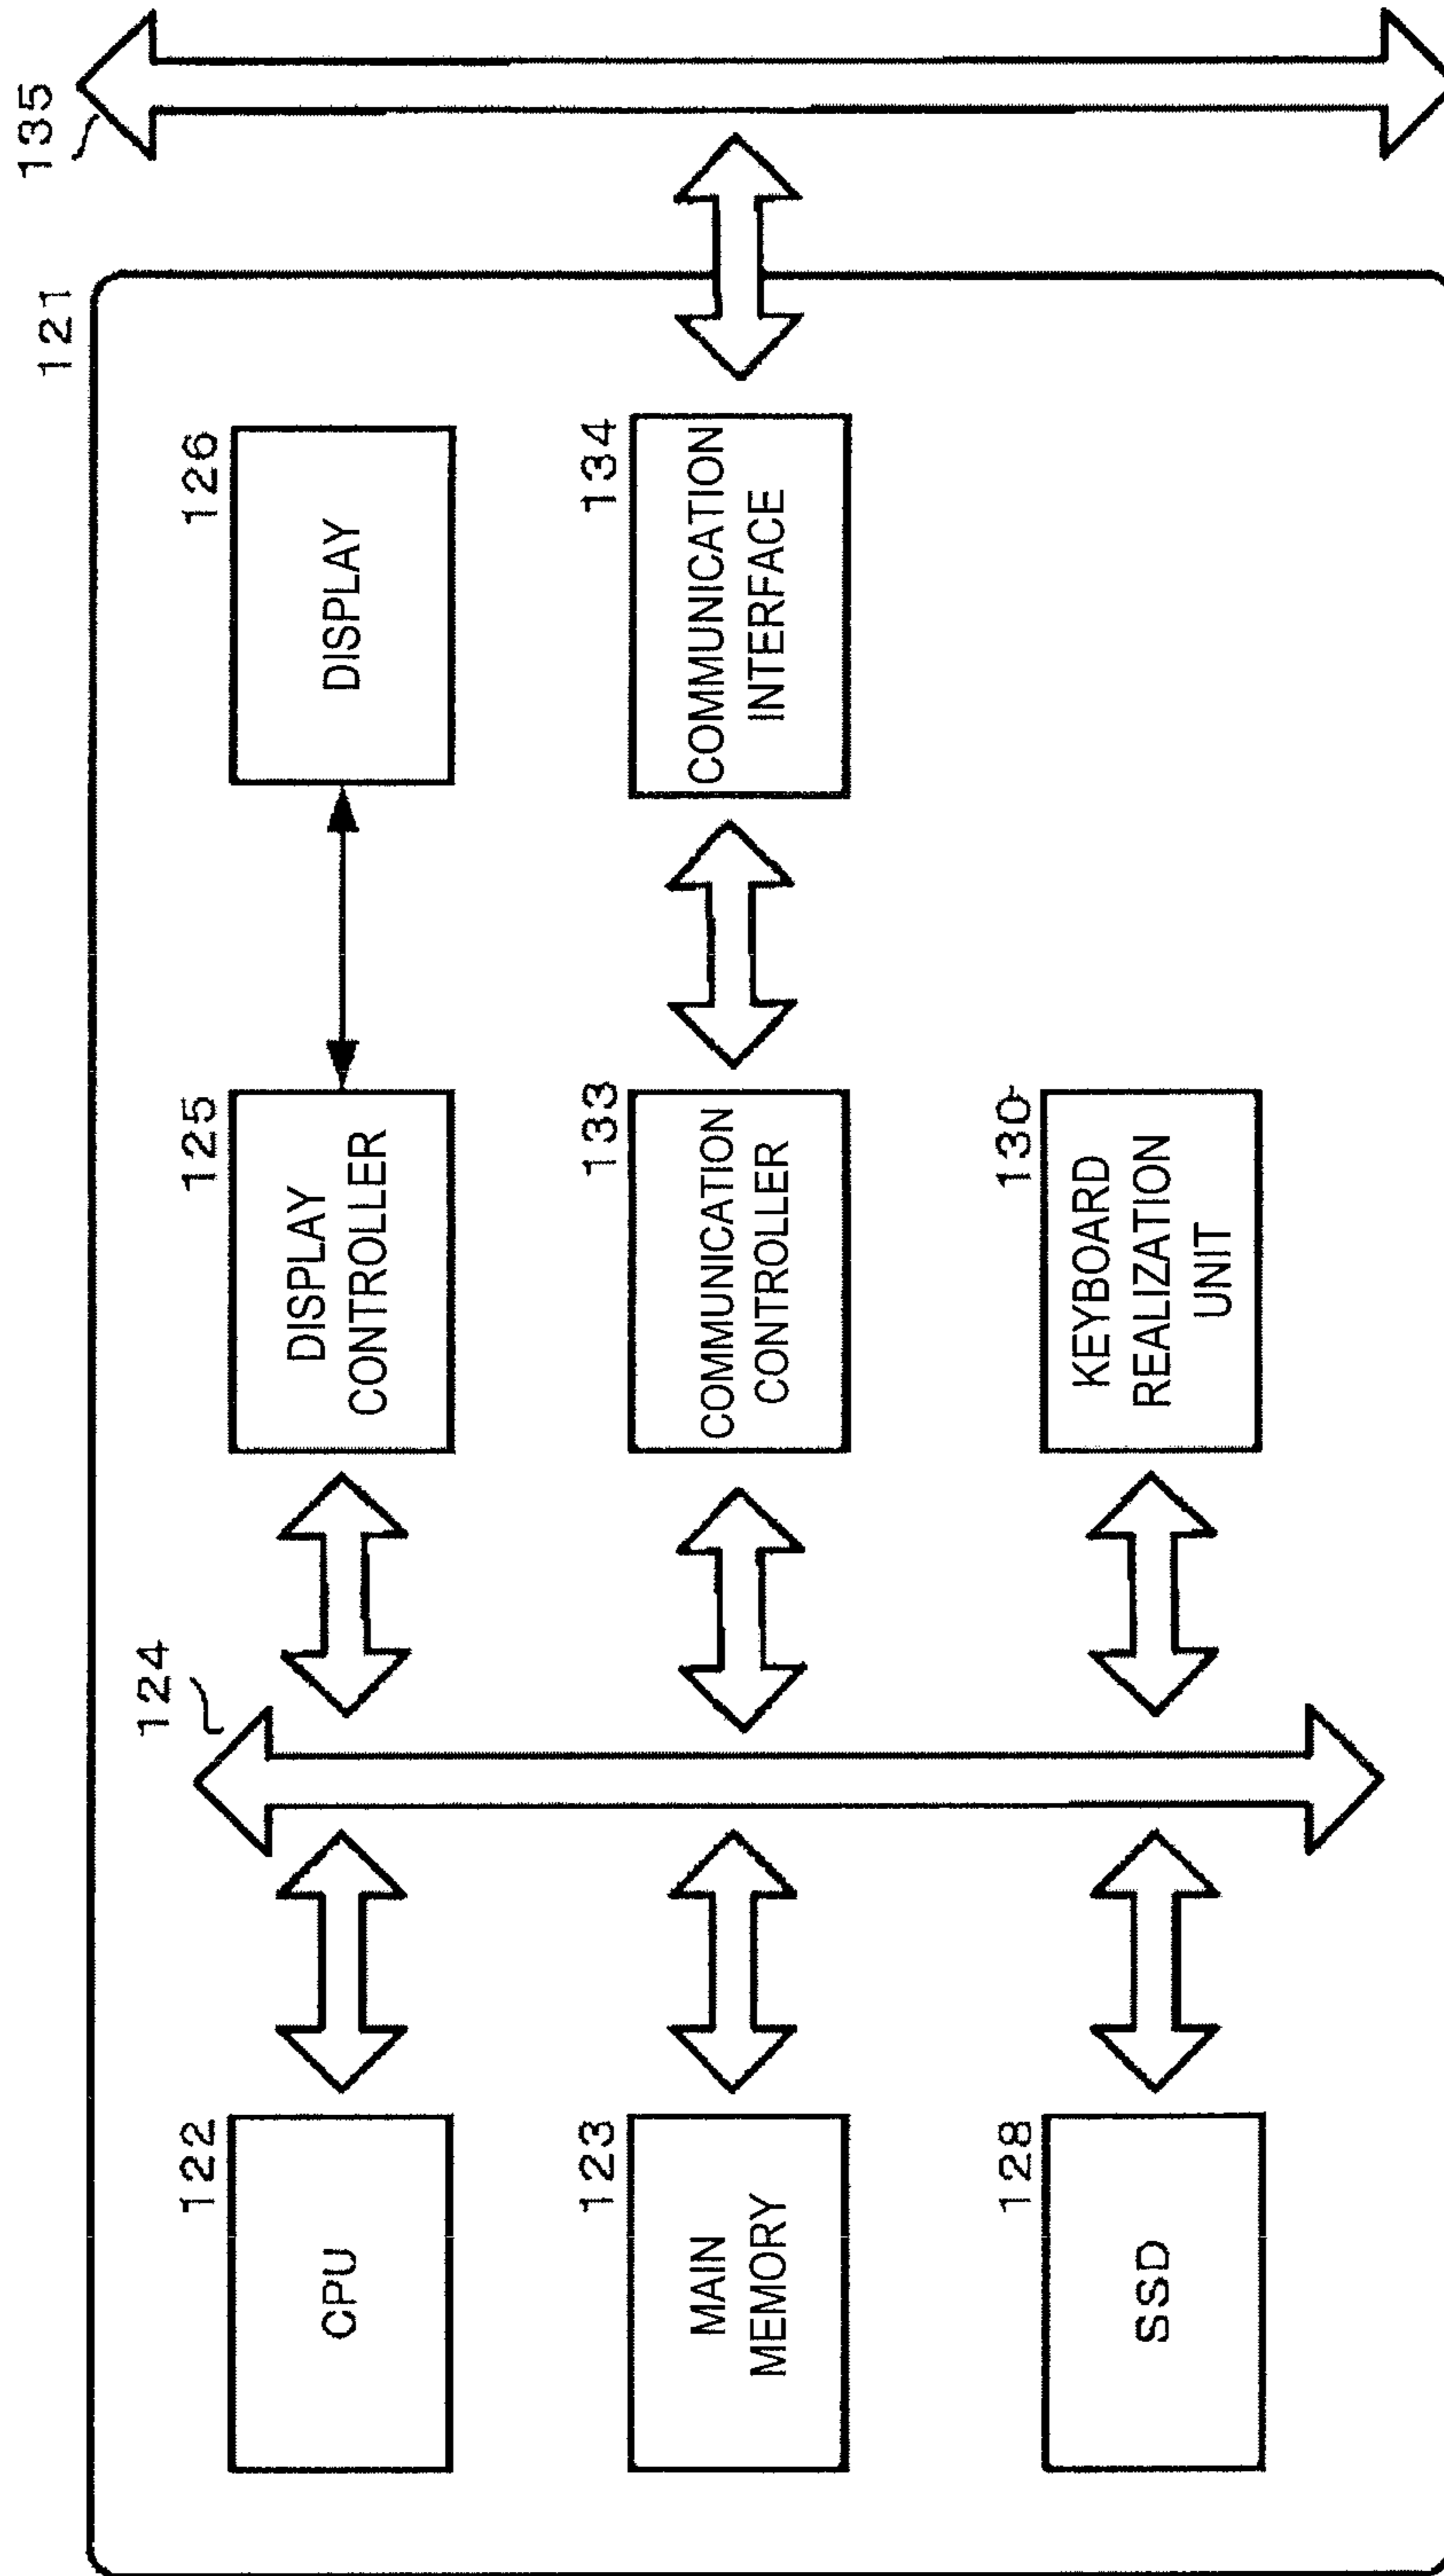 121
135
122
CPU
124
125
DISPLAY
CONTROLLER
126
DISPLAY
123
MAIN
MEMORY
133
COMMUNICATION
CONTROLLER
134
COMMUNICATION
INTERFACE
128
SSD
130
KEYBOARD
REALIZATION
UNIT